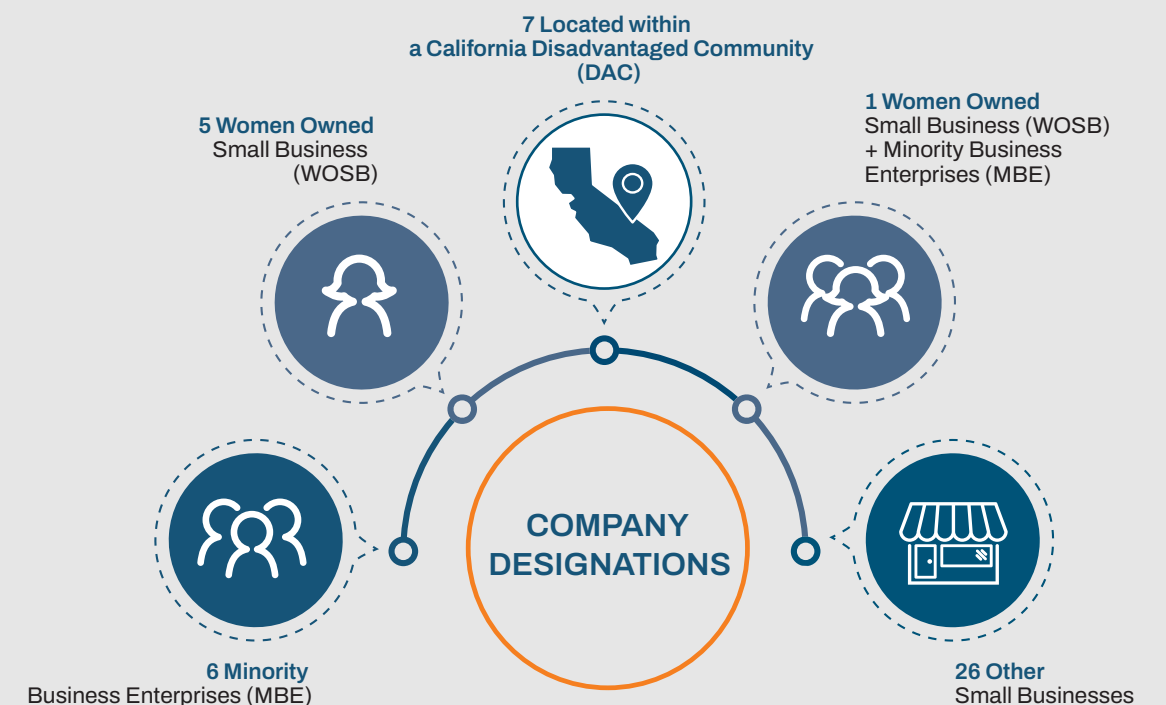 7 Located within
a California Disadvantaged Community
(DAC)
5 Women Owned
Small Business
(WOSB)
1 Women Owned
Small Business (WOSB)
+ Minority Business
Enterprises (MBE)
COMPANY
DESIGNATIONS
6 Minority
Business Enterprises (MBE)
26 Other
Small Businesses